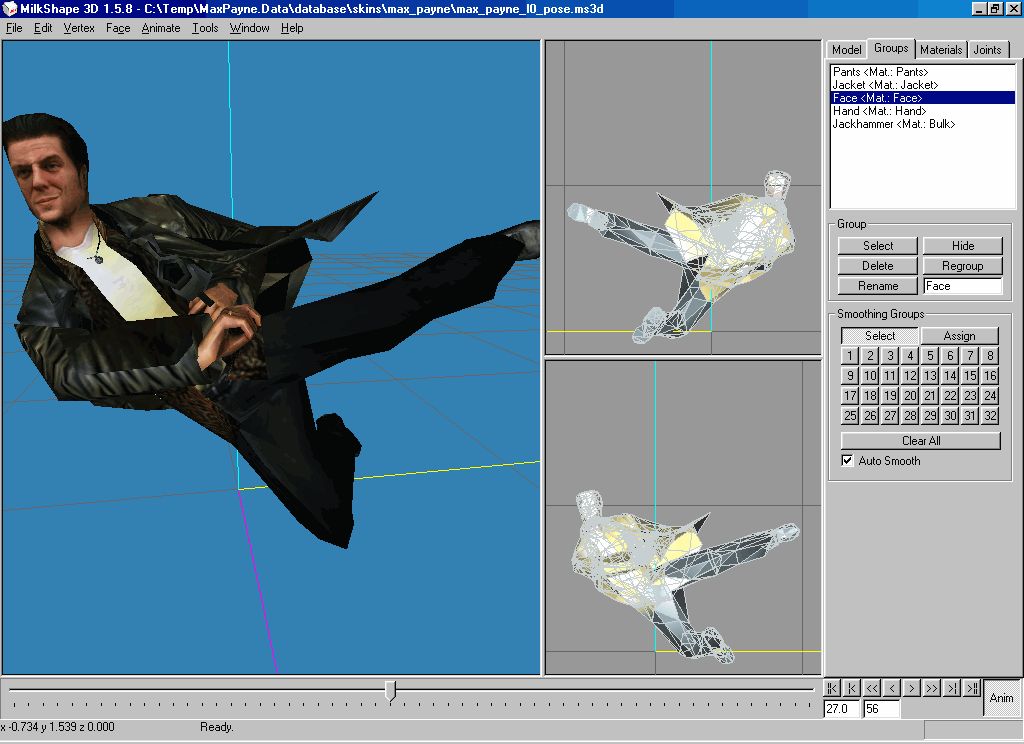 MilkShape 3D 1.5.8 - C:\Temp\MaxPayne.Data\database\skins\max_payne\max_payne_l0_pose.ms3d
File Edit Vertex Face Animate Tools Window Help
Model Groups Materials Joints
Pants <Mat.: Pants>
Jacket <Mat.: Jacket>
Face <Mat.: Face>
Hand <Mat.: Hand>
Jackhammer <Mat.: Bulk>
Group
Select Hide
Delete Regroup
Rename Face
Smoothing Groups
Select Assign
1 2 3 4 5 6 7 8
9 10 11 12 13 14 15 16
17 18 19 20 21 22 23 24
25 26 27 28 29 30 31 32
Clear All
Auto Smooth
|< |< << < > >> >| >|
27.0 56 Anim
x -0.734 y 1.539 z 0.000 Ready.